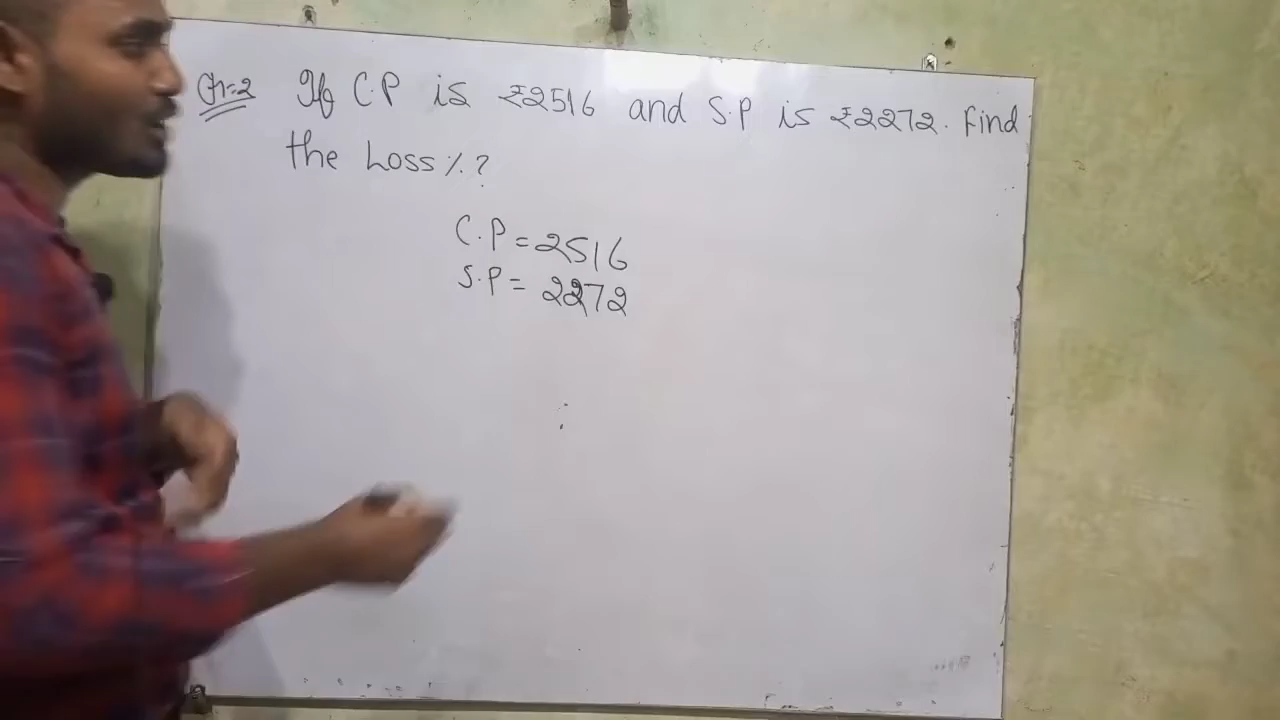 Qn:-2 If C.P is ₹2516 and S.P is ₹2272. Find
the Loss%?
C.P = 2516
S.P = 2272